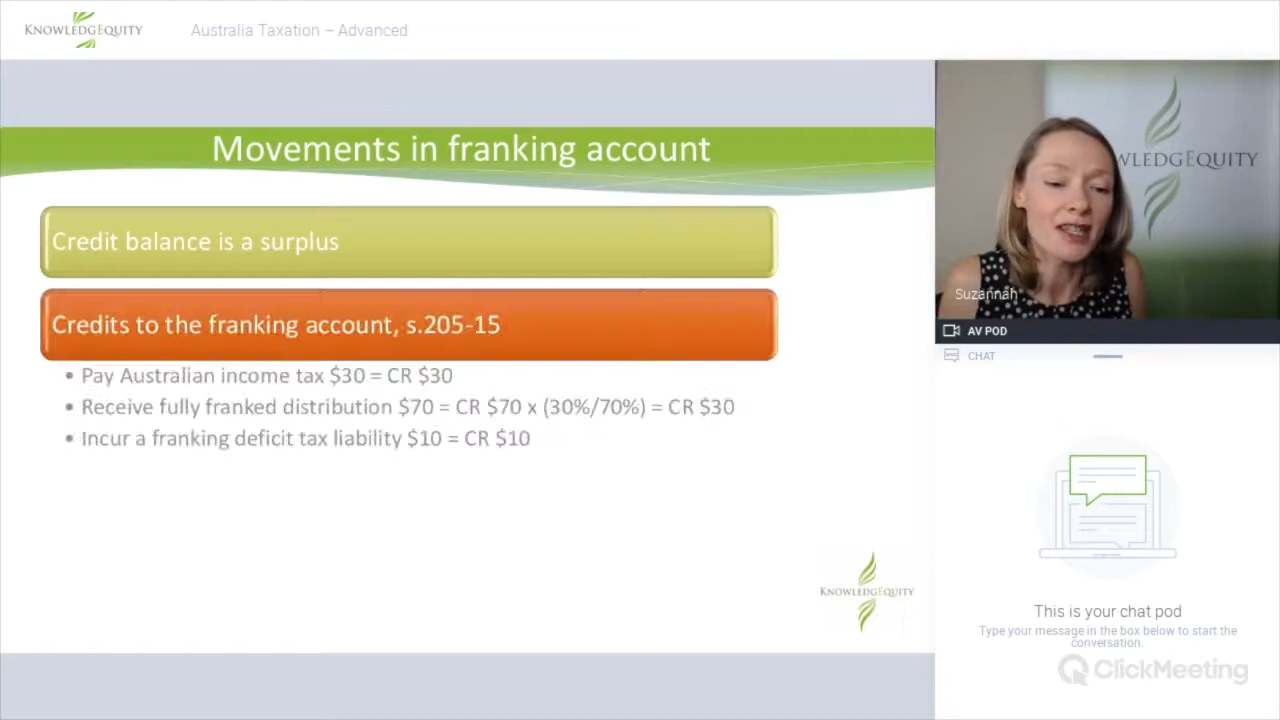 KNOWLEDGEQUITY
Australia Taxation – Advanced
Movements in franking account
Credit balance is a surplus
Credits to the franking account, s.205-15
• Pay Australian income tax $30 = CR $30
• Receive fully franked distribution $70 = CR $70 x (30%/70%) = CR $30
• Incur a franking deficit tax liability $10 = CR $10
KNOWLEDGEQUITY
WLEDGEQUITY
Suzannah
AV POD
CHAT
This is your chat pod
Type your message in the box below to start the
conversation.
ClickMeeting